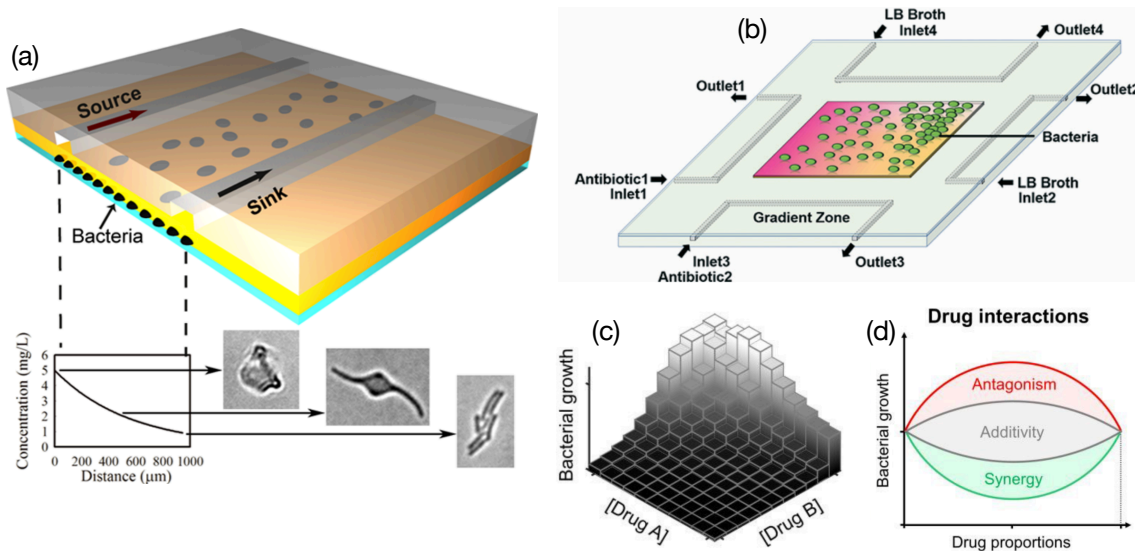 (a)
Source
Sink
Bacteria
Concentration (mg/L)
6
5
4
3
2
1
0
0 200 400 600 800 1000
Distance (μm)
(b)
LB Broth
Inlet4
Outlet4
Outlet1
Outlet2
Bacteria
Antibiotic1
Inlet1
LB Broth
Inlet2
Gradient Zone
Inlet3
Antibiotic2
Outlet3
(c)
Bacterial growth
[Drug A]
[Drug B]
(d)
Drug interactions
Bacterial growth
Antagonism
Additivity
Synergy
Drug proportions